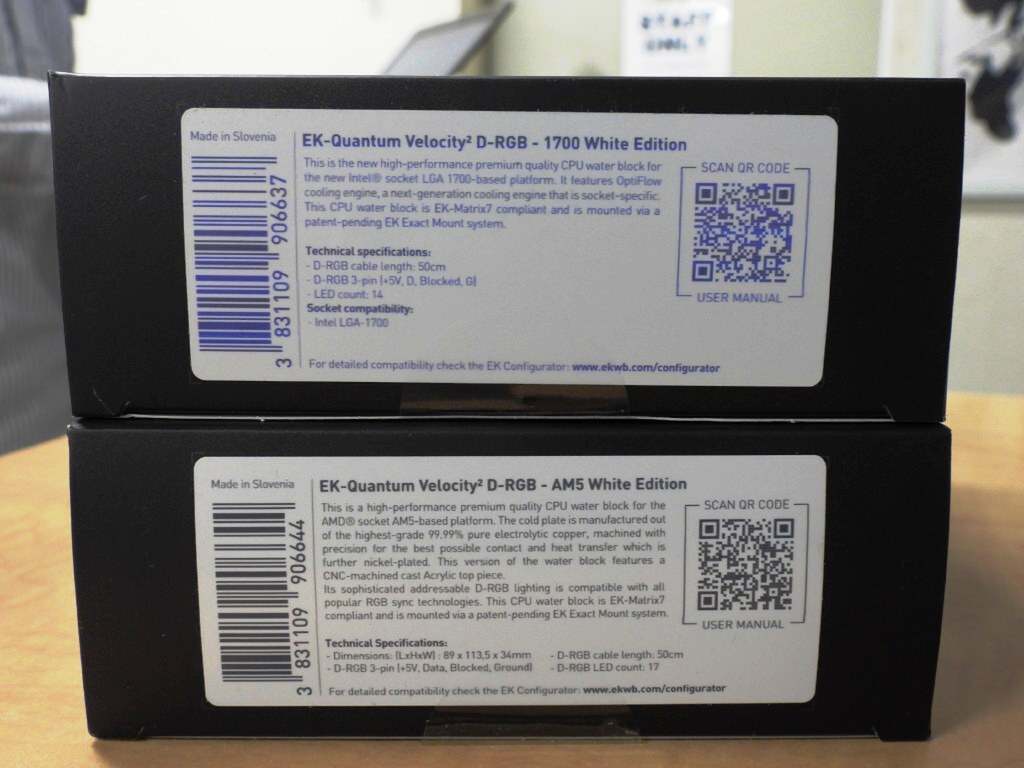 Made in Slovenia
3 831109 906637
EK-Quantum Velocity² D-RGB - 1700 White Edition
This is the new high-performance premium quality CPU water block for
the new Intel® socket LGA 1700-based platform. It features OptiFlow
cooling engine, a next-generation cooling engine that is socket-specific.
This CPU water block is EK-Matrix7 compliant and is mounted via a
patent-pending EK Exact Mount system.
Technical specifications:
- D-RGB cable length: 50cm
- D-RGB 3-pin (+5V, D, Blocked, G)
- LED count: 14
Socket compatibility:
- Intel LGA-1700
For detailed compatibility check the EK Configurator: www.ekwb.com/configurator
SCAN QR CODE
USER MANUAL
Made in Slovenia
3 831109 906644
EK-Quantum Velocity² D-RGB - AM5 White Edition
This is a high-performance premium quality CPU water block for the
AMD® socket AM5-based platform. The cold plate is manufactured out
of the highest-grade 99.99% pure electrolytic copper, machined with
precision for the best possible contact and heat transfer which is
further nickel-plated. This version of the water block features a
CNC-machined cast Acrylic top piece.
Its sophisticated addressable D-RGB lighting is compatible with all
popular RGB sync technologies. This CPU water block is EK-Matrix7
compliant and is mounted via a patent-pending EK Exact Mount system.
Technical Specifications:
- Dimensions: (LxHxW) : 89 x 113,5 x 34mm - D-RGB cable length: 50cm
- D-RGB 3-pin (+5V, Data, Blocked, Ground) - D-RGB LED count: 17
For detailed compatibility check the EK Configurator: www.ekwb.com/configurator
SCAN QR CODE
USER MANUAL